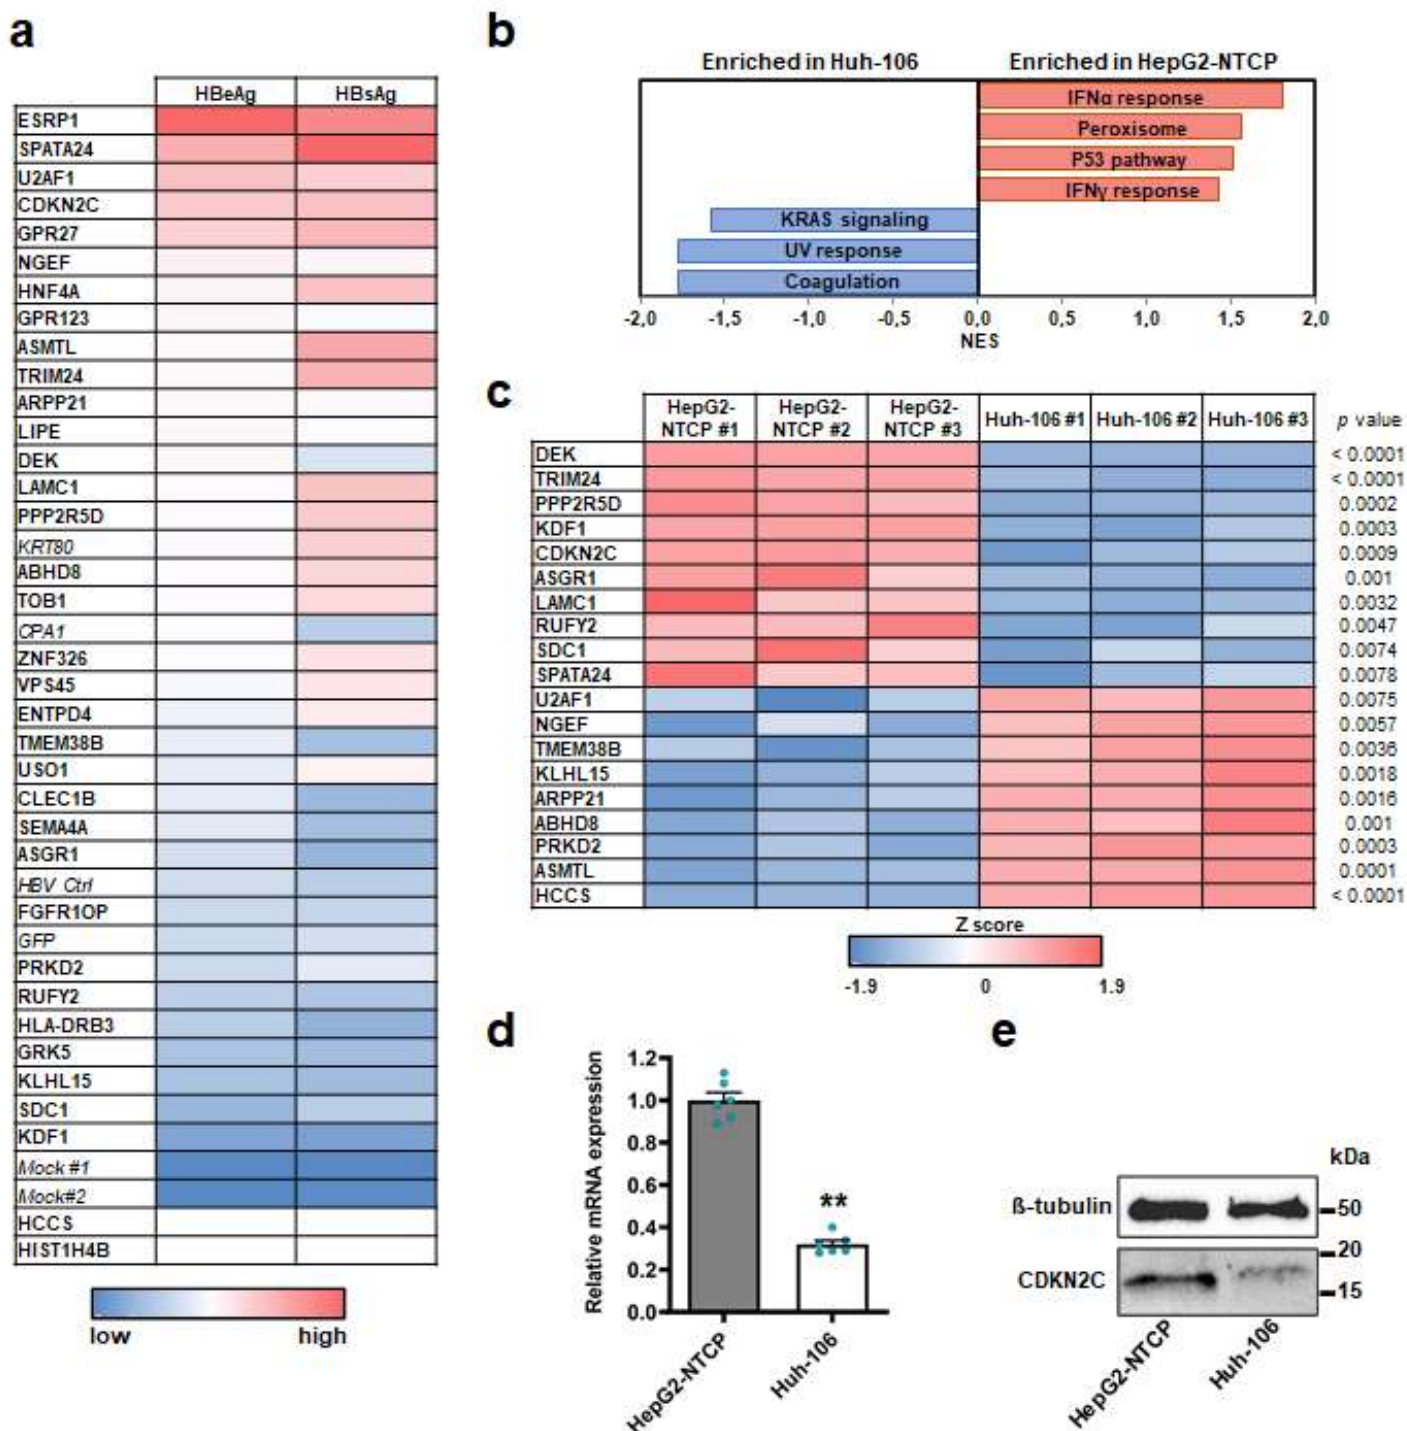 a
HBeAg HBsAg
ESRP1
SPATA24
U2AF1
CDKN2C
GPR27
NGEF
HNF4A
GPR123
ASMTL
TRIM24
ARPP21
LIPE
DEK
LAMC1
PPP2R5D
KRT80
ABHD8
TOB1
CPA1
ZNF326
VPS45
ENTPD4
TMEM38B
USO1
CLEC1B
SEMA4A
ASGR1
HBV Ctrl
FGFR1OP
GFP
PRKD2
RUFY2
HLA-DRB3
GRK5
KLHL15
SDC1
KDF1
Mock #1
Mock#2
HCCS
HIST1H4B
low high
b
Enriched in Huh-106 Enriched in HepG2-NTCP
IFNα response
Peroxisome
P53 pathway
IFNγ response
KRAS signaling
UV response
Coagulation
-2,0 -1,5 -1,0 -0,5 0,0 0,5 1,0 1,5 2,0
NES
c
HepG2-NTCP #1 HepG2-NTCP #2 HepG2-NTCP #3 Huh-106 #1 Huh-106 #2 Huh-106 #3 p value
DEK < 0.0001
TRIM24 < 0.0001
PPP2R5D 0.0002
KDF1 0.0003
CDKN2C 0.0009
ASGR1 0.001
LAMC1 0.0032
RUFY2 0.0047
SDC1 0.0074
SPATA24 0.0078
U2AF1 0.0075
NGEF 0.0057
TMEM38B 0.0036
KLHL15 0.0018
ARPP21 0.0016
ABHD8 0.001
PRKD2 0.0003
ASMTL 0.0001
HCCS < 0.0001
Z score
-1.9 0 1.9
d
Relative mRNA expression
1.2
1.0
0.8
0.6
0.4
0.2
0.0
**
HepG2-NTCP
Huh-106
e
kDa
ß-tubulin 50
20
CDKN2C
15
HepG2-NTCP
Huh-106